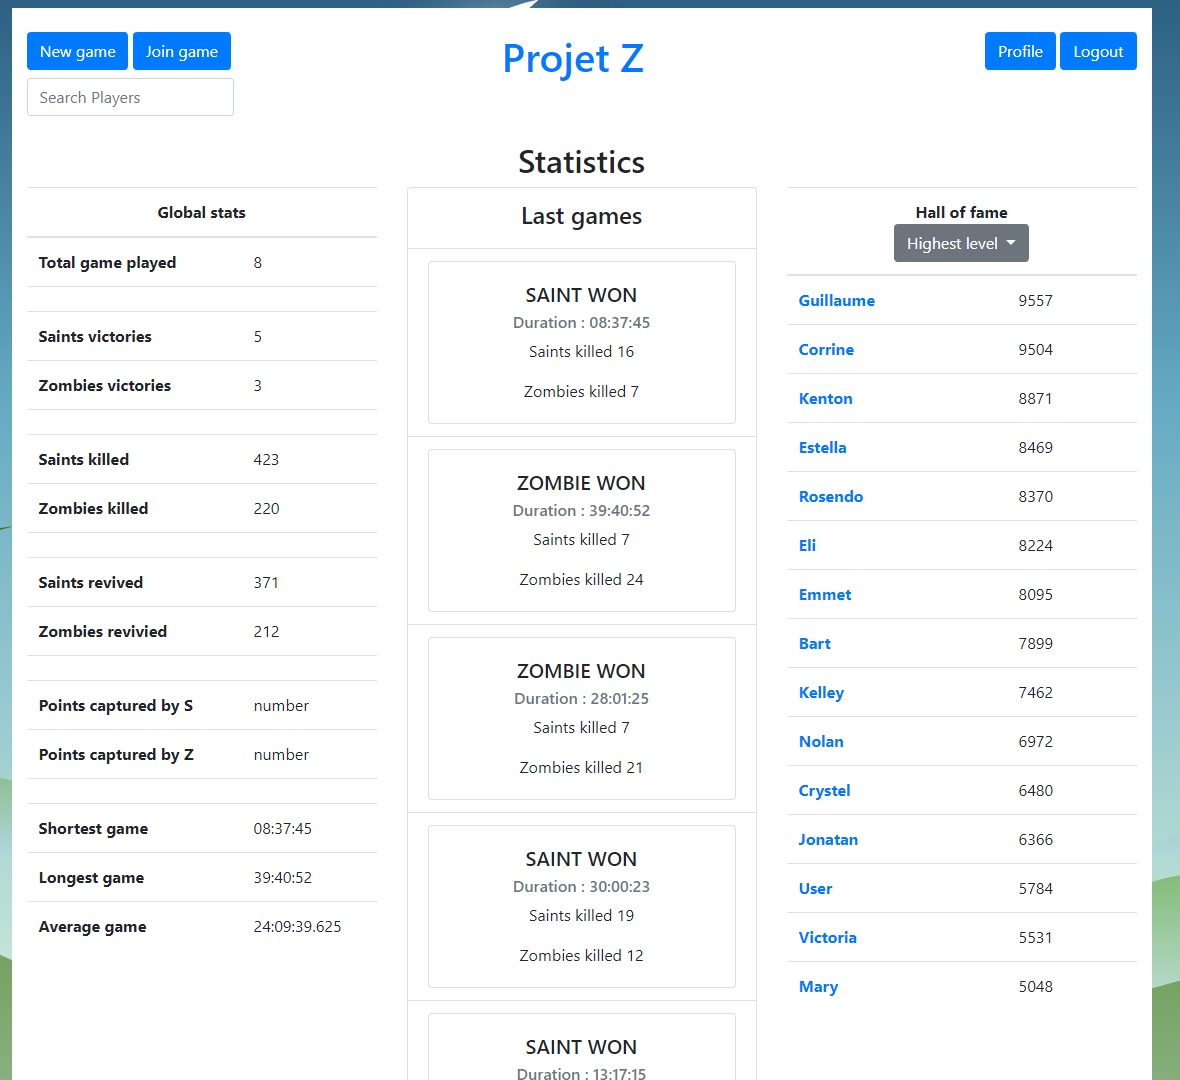 New game
Join game
Projet Z
Profile
Logout
Search Players
Statistics
Global stats
Total game played 8
Saints victories 5
Zombies victories 3
Saints killed 423
Zombies killed 220
Saints revived 371
Zombies revivied 212
Points captured by S number
Points captured by Z number
Shortest game 08:37:45
Longest game 39:40:52
Average game 24:09:39.625
Last games
SAINT WON
Duration : 08:37:45
Saints killed 16
Zombies killed 7
ZOMBIE WON
Duration : 39:40:52
Saints killed 7
Zombies killed 24
ZOMBIE WON
Duration : 28:01:25
Saints killed 7
Zombies killed 21
SAINT WON
Duration : 30:00:23
Saints killed 19
Zombies killed 12
SAINT WON
Duration : 13:17:15
Hall of fame
Highest level
Guillaume 9557
Corrine 9504
Kenton 8871
Estella 8469
Rosendo 8370
Eli 8224
Emmet 8095
Bart 7899
Kelley 7462
Nolan 6972
Crystel 6480
Jonatan 6366
User 5784
Victoria 5531
Mary 5048